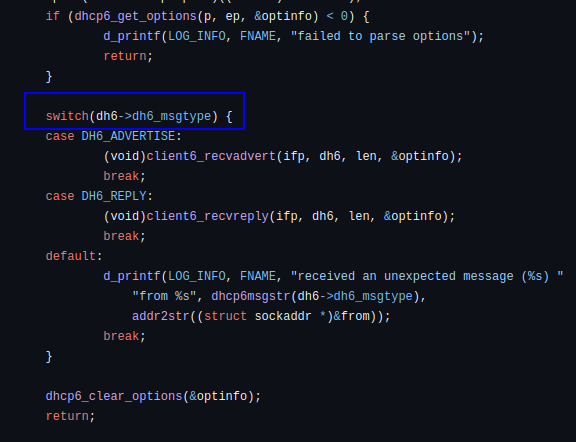 if (dhcp6_get_options(p, ep, &optinfo) < 0) {
d_printf(LOG_INFO, FNAME, "failed to parse options");
return;
}
switch(dh6->dh6_msgtype) {
case DH6_ADVERTISE:
(void)client6_recvadvert(ifp, dh6, len, &optinfo);
break;
case DH6_REPLY:
(void)client6_recvreply(ifp, dh6, len, &optinfo);
break;
default:
d_printf(LOG_INFO, FNAME, "received an unexpected message (%s) "
"from %s", dhcp6msgstr(dh6->dh6_msgtype),
addr2str((struct sockaddr *)&from));
break;
}
dhcp6_clear_options(&optinfo);
return;